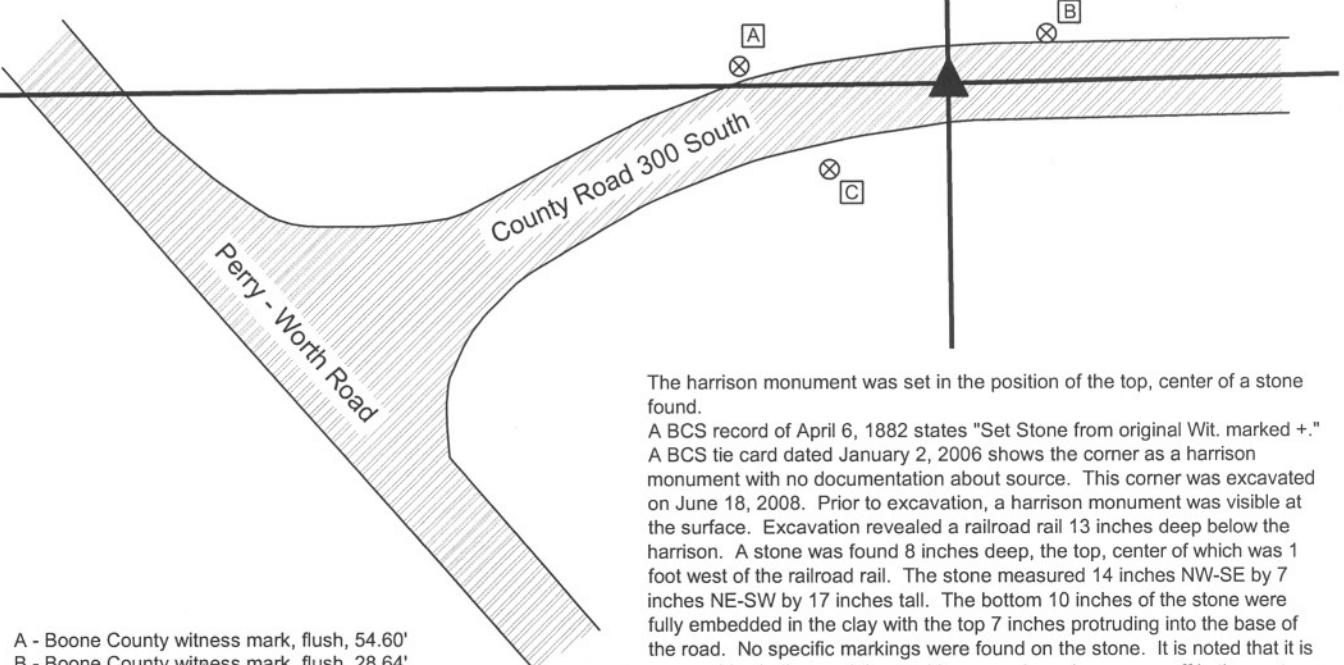 A
B
C
County Road 300 South
Perry - Worth Road
The harrison monument was set in the position of the top, center of a stone
found.
A BCS record of April 6, 1882 states "Set Stone from original Wit. marked +."
A BCS tie card dated January 2, 2006 shows the corner as a harrison
monument with no documentation about source. This corner was excavated
on June 18, 2008. Prior to excavation, a harrison monument was visible at
the surface. Excavation revealed a railroad rail 13 inches deep below the
harrison. A stone was found 8 inches deep, the top, center of which was 1
foot west of the railroad rail. The stone measured 14 inches NW-SE by 7
inches NE-SW by 17 inches tall. The bottom 10 inches of the stone were
fully embedded in the clay with the top 7 inches protruding into the base of
the road. No specific markings were found on the stone. It is noted that it is
A - Boone County witness mark, flush, 54.60'
B - Boone County witness mark, flush, 28.64'